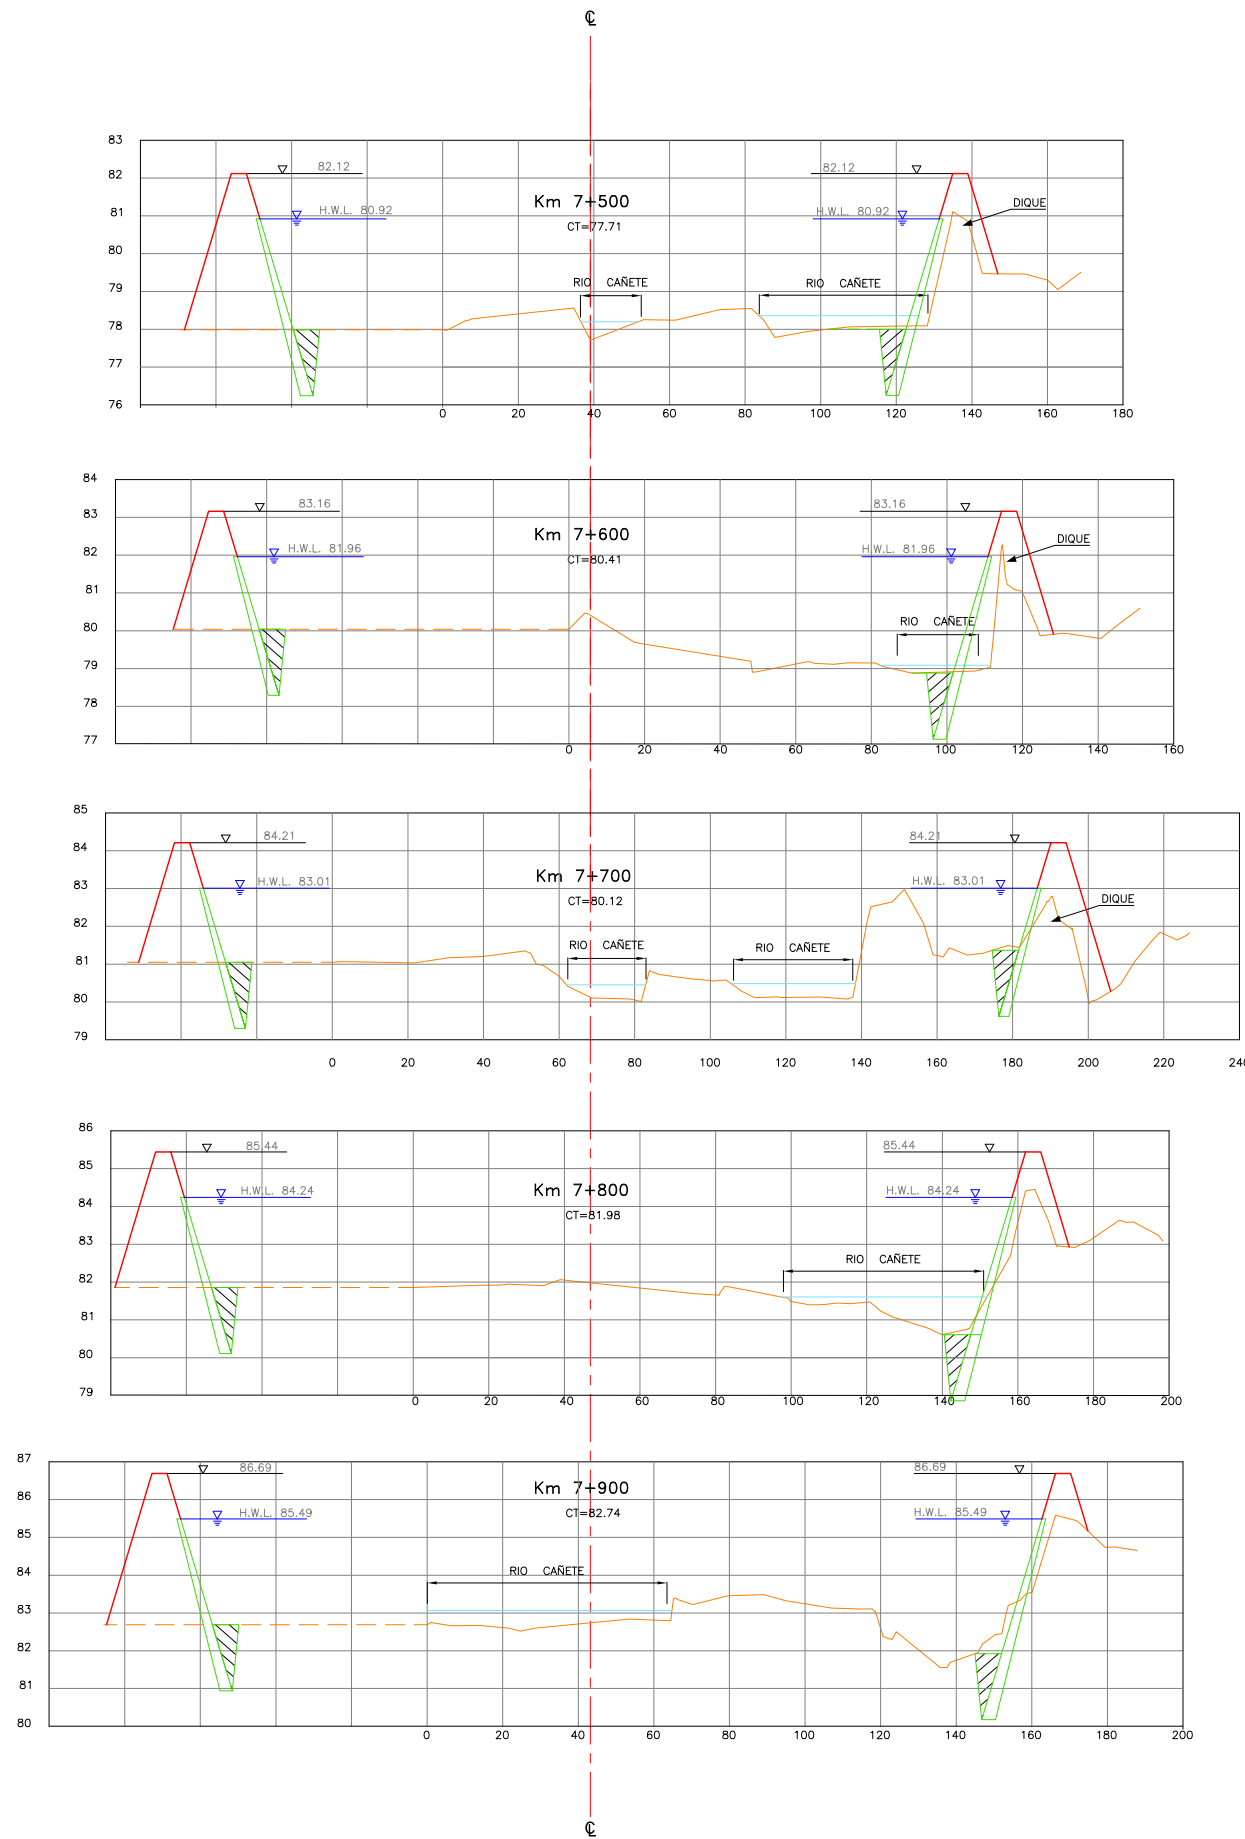 ℄
83
82.12 82.12
82
Km 7+500
DIQUE
81
H.W.L. 80.92 H.W.L. 80.92
CT=77.71
80
RIO CAÑETE RIO CAÑETE
79
78
77
76
0 20 40 60 80 100 120 140 160 180
84
83.16 83.16
83
Km 7+600
DIQUE
82
H.W.L. 81.96 H.W.L. 81.96
CT=80.41
81
RIO CAÑETE
80
79
78
77
0 20 40 60 80 100 120 140 160
85
84.21 84.21
84
Km 7+700
83
H.W.L. 83.01 H.W.L. 83.01
CT=80.12
DIQUE
82
RIO CAÑETE RIO CAÑETE
81
80
79
0 20 40 60 80 100 120 140 160 180 200 220 240
86
85.44 85.44
85
Km 7+800
H.W.L. 84.24 H.W.L. 84.24
84
CT=81.98
83
RIO CAÑETE
82
81
80
79
0 20 40 60 80 100 120 140 160 180 200
87
86.69 86.69
Km 7+900
86
H.W.L. 85.49 H.W.L. 85.49
CT=82.74
85
RIO CAÑETE
84
83
82
81
80
0 20 40 60 80 100 120 140 160 180 200
℄